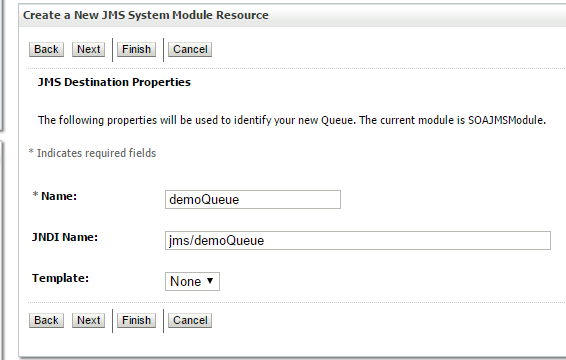 Create a New JMS System Module Resource
Back Next Finish Cancel
JMS Destination Properties
The following properties will be used to identify your new Queue. The current module is SOAJMSModule.
* Indicates required fields
* Name: demoQueue
JNDI Name: jms/demoQueue
Template: None
Back Next Finish Cancel